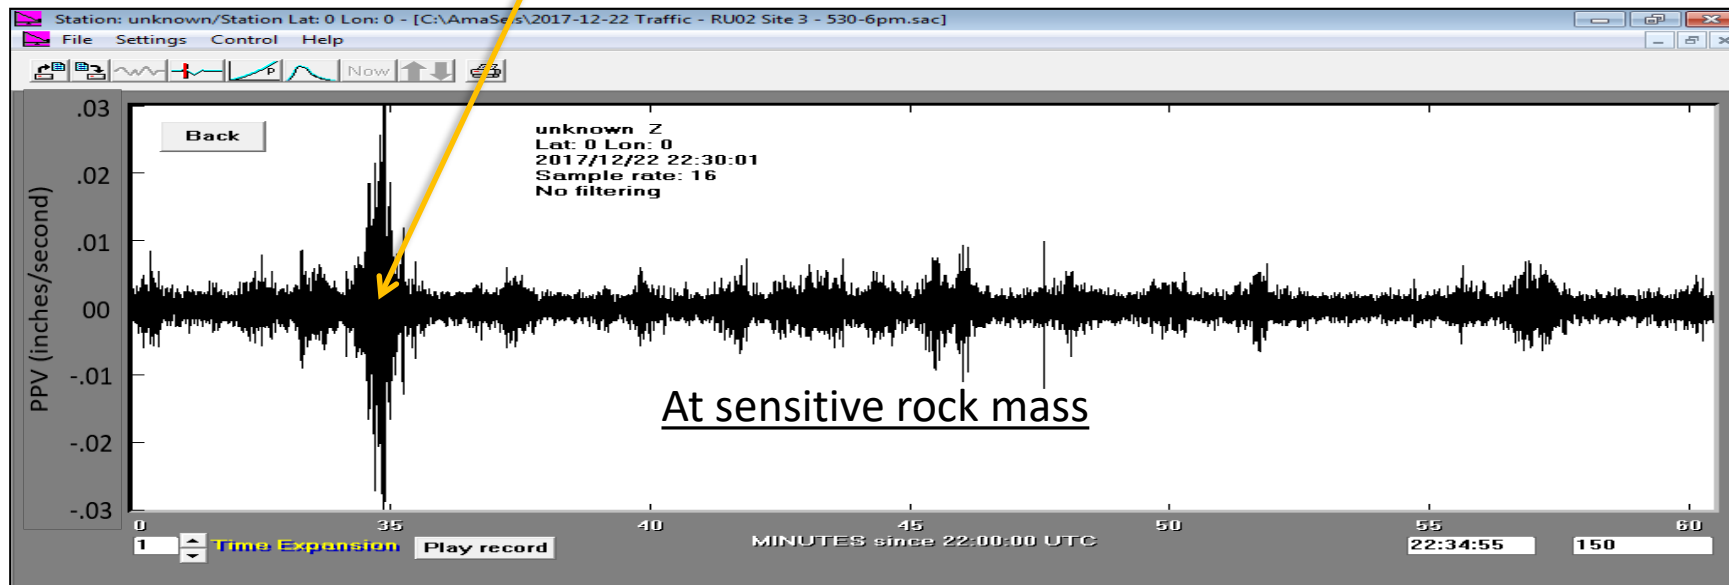 Station: unknown/Station Lat: 0 Lon: 0 - [C:\AmaSeis\2017-12-22 Traffic - RU02 Site 3 - 530-6pm.sac]
File Settings Control Help
P Now
.03
.02
.01
00
-.01
-.02
-.03
PPV (inches/second)
Back
unknown Z
Lat: 0 Lon: 0
2017/12/22 22:30:01
Sample rate: 16
No filtering
At sensitive rock mass
0 35 40 45 50 55 60
1 Time Expansion Play record MINUTES since 22:00:00 UTC 22:34:55 150